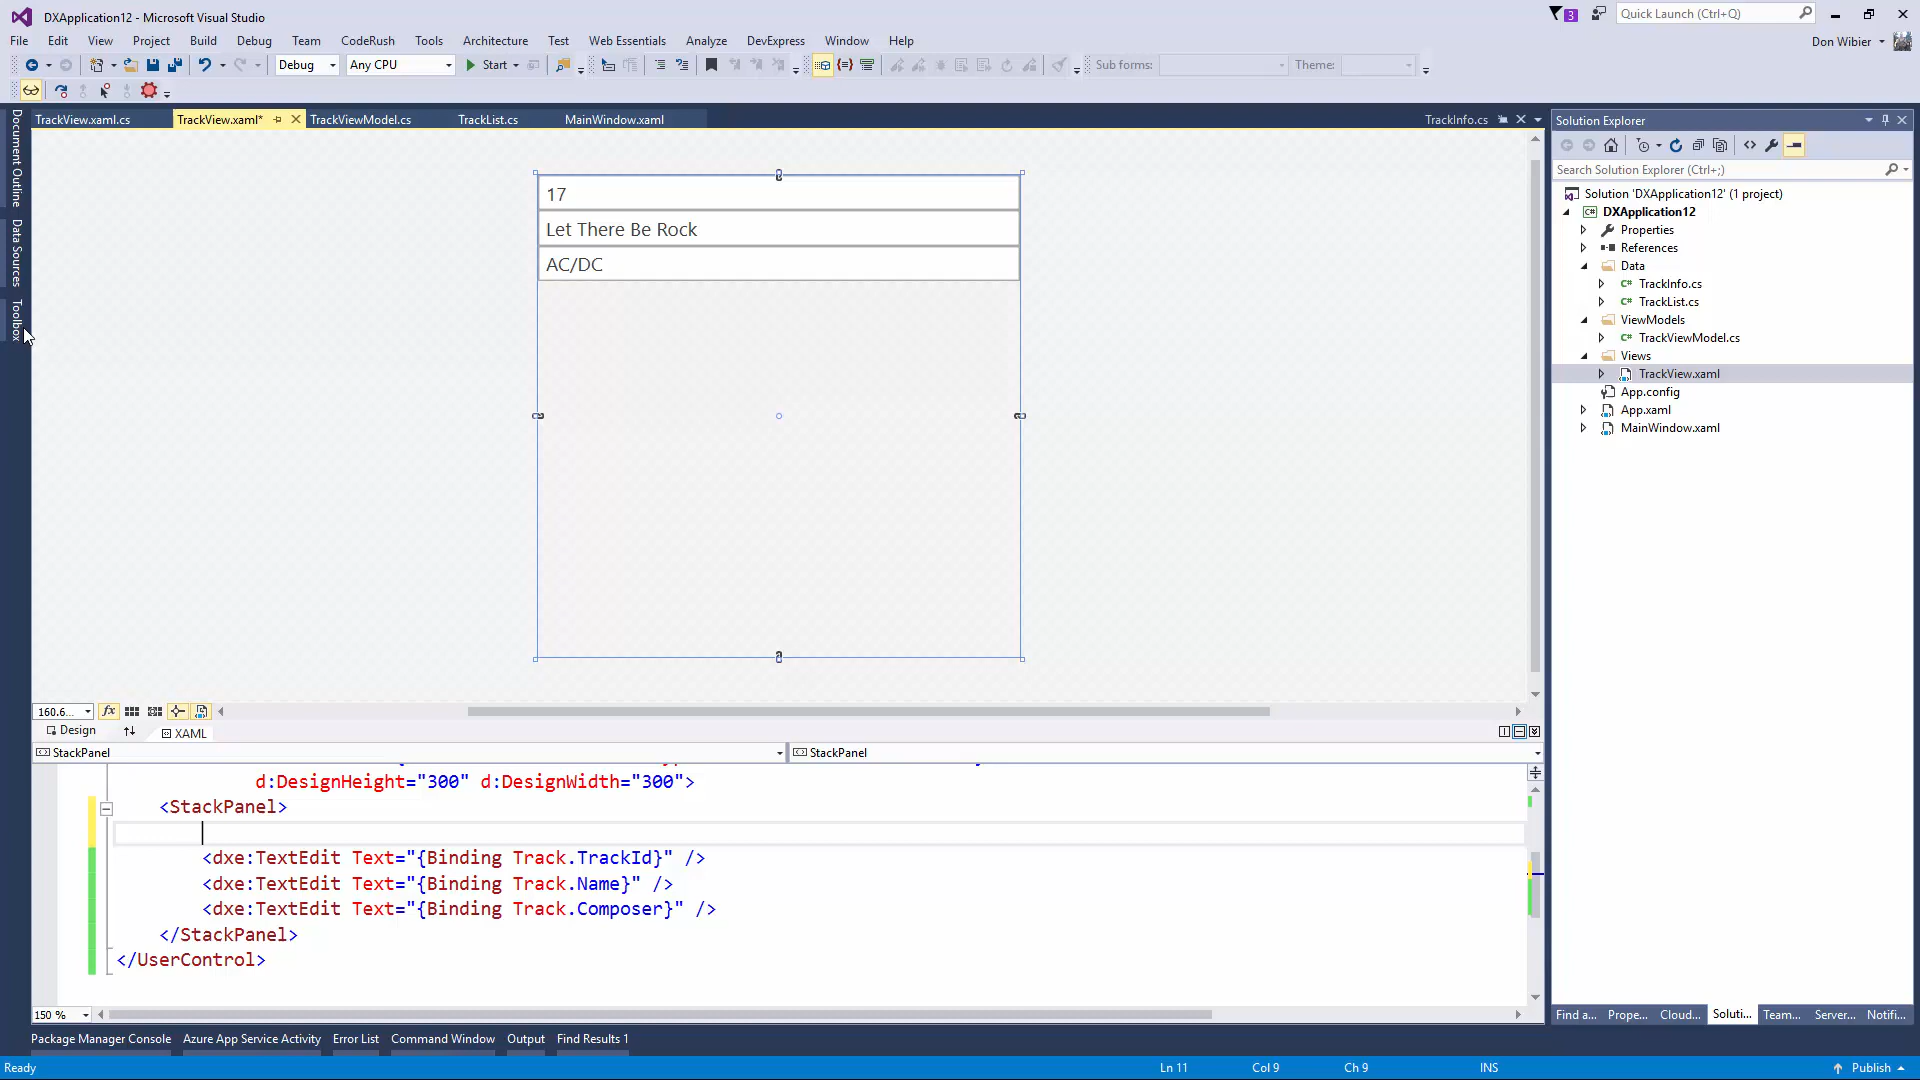 DXApplication12 - Microsoft Visual Studio
3
Quick Launch (Ctrl+Q)
File Edit View Project Build Debug Team CodeRush Tools Architecture Test Web Essentials Analyze DevExpress Window Help
Don Wibier
Debug Any CPU Start Sub forms: Theme:
TrackView.xaml.cs TrackView.xaml* TrackViewModel.cs TrackList.cs MainWindow.xaml TrackInfo.cs
Document Outline
Data Sources
Toolbox
17
Let There Be Rock
AC/DC
160.6...
fx
Design XAML
StackPanel StackPanel
d:DesignHeight="300" d:DesignWidth="300">
<StackPanel>
<dxe:TextEdit Text="{Binding Track.TrackId}" />
<dxe:TextEdit Text="{Binding Track.Name}" />
<dxe:TextEdit Text="{Binding Track.Composer}" />
</StackPanel>
</UserControl>
150 %
Solution Explorer
Search Solution Explorer (Ctrl+;)
Solution 'DXApplication12' (1 project)
C# DXApplication12
Properties
References
Data
C# TrackInfo.cs
C# TrackList.cs
ViewModels
C# TrackViewModel.cs
Views
TrackView.xaml
App.config
App.xaml
MainWindow.xaml
Find a... Prope... Cloud... Soluti... Team... Server... Notifi...
Package Manager Console Azure App Service Activity Error List Command Window Output Find Results 1
Ready Ln 11 Col 9 Ch 9 INS Publish